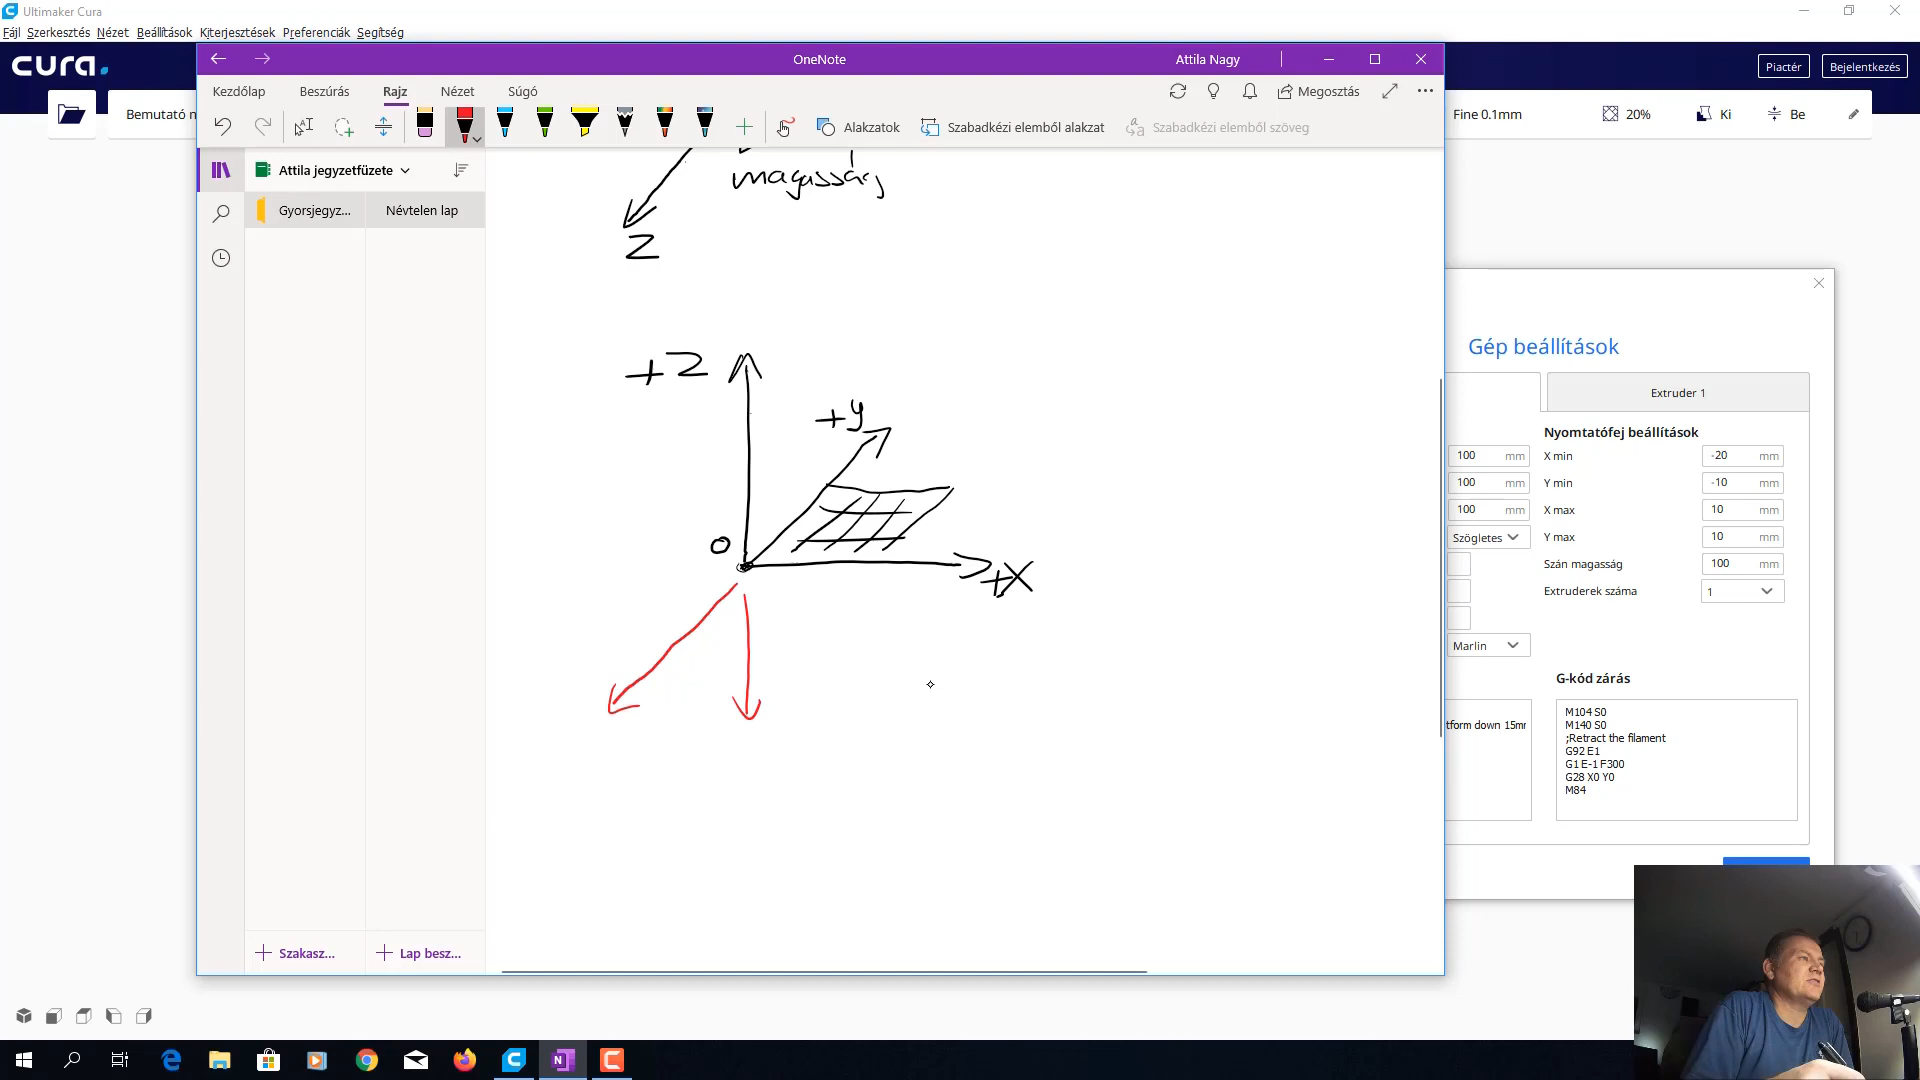 Ultimaker Cura
Fájl Szerkesztés Nézet Beállítások Kiterjesztések Preferenciák Segítség
cura.
Piactér
Bejelentkezés
Bemutató n
Fine 0.1mm
20%
Ki
Be
OneNote
Attila Nagy
Kezdőlap Beszúrás Rajz Nézet Súgó
Megosztás
Alakzatok
Szabadkézi elemből alakzat
Szabadkézi elemből szöveg
Attila jegyzetfüzete
Gyorsjegyz...
Névtelen lap
magasság
Z
+Z
+y
0
+X
Szakasz...
Lap besz...
Gép beállítások
Extruder 1
Nyomtatófej beállítások
100 mm
X min
-20 mm
100 mm
Y min
-10 mm
100 mm
X max
10 mm
Szögletes
Y max
10 mm
Szán magasság
100 mm
Extruderek száma
1
Marlin
G-kód zárás
tform down 15mm
M104 S0
M140 S0
;Retract the filament
G92 E1
G1 E-1 F300
G28 X0 Y0
M84